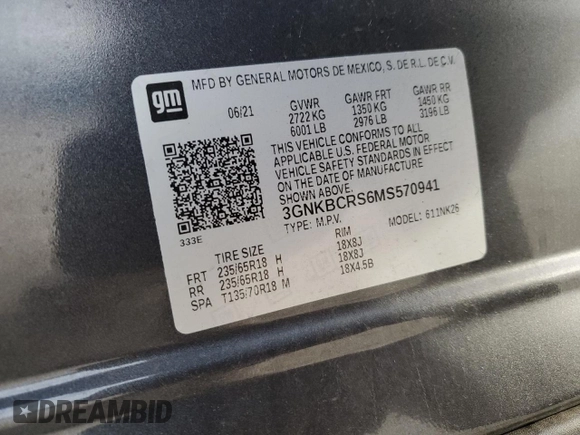 gm
MFD BY GENERAL MOTORS DE MEXICO, S. DE R.L. DE C.V.
06/21 GVWR GAWR FRT GAWR RR
2722 KG 1350 KG 1450 KG
6001 LB 2976 LB 3196 LB
THIS VEHICLE CONFORMS TO ALL
APPLICABLE U.S. FEDERAL MOTOR
VEHICLE SAFETY STANDARDS IN EFFECT
ON THE DATE OF MANUFACTURE
SHOWN ABOVE.
3GNKBCRS6MS570941
TYPE: M.P.V. MODEL: 611NK26
333E
TIRE SIZE RIM
FRT 235/65R18 H 18X8J
RR 235/65R18 H 18X8J
SPA T135/70R18 M 18X4.5B
DREAMBID